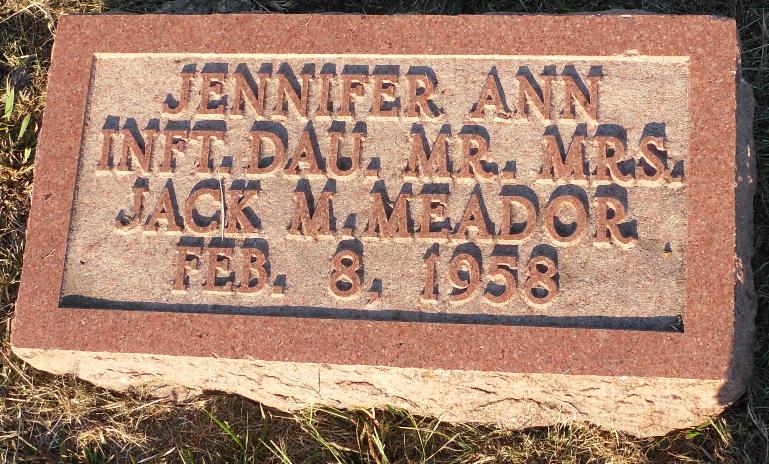 JENNIFER ANN
INFT. DAU. MR. MRS.
JACK M. MEADOR
FEB. 8, 1958